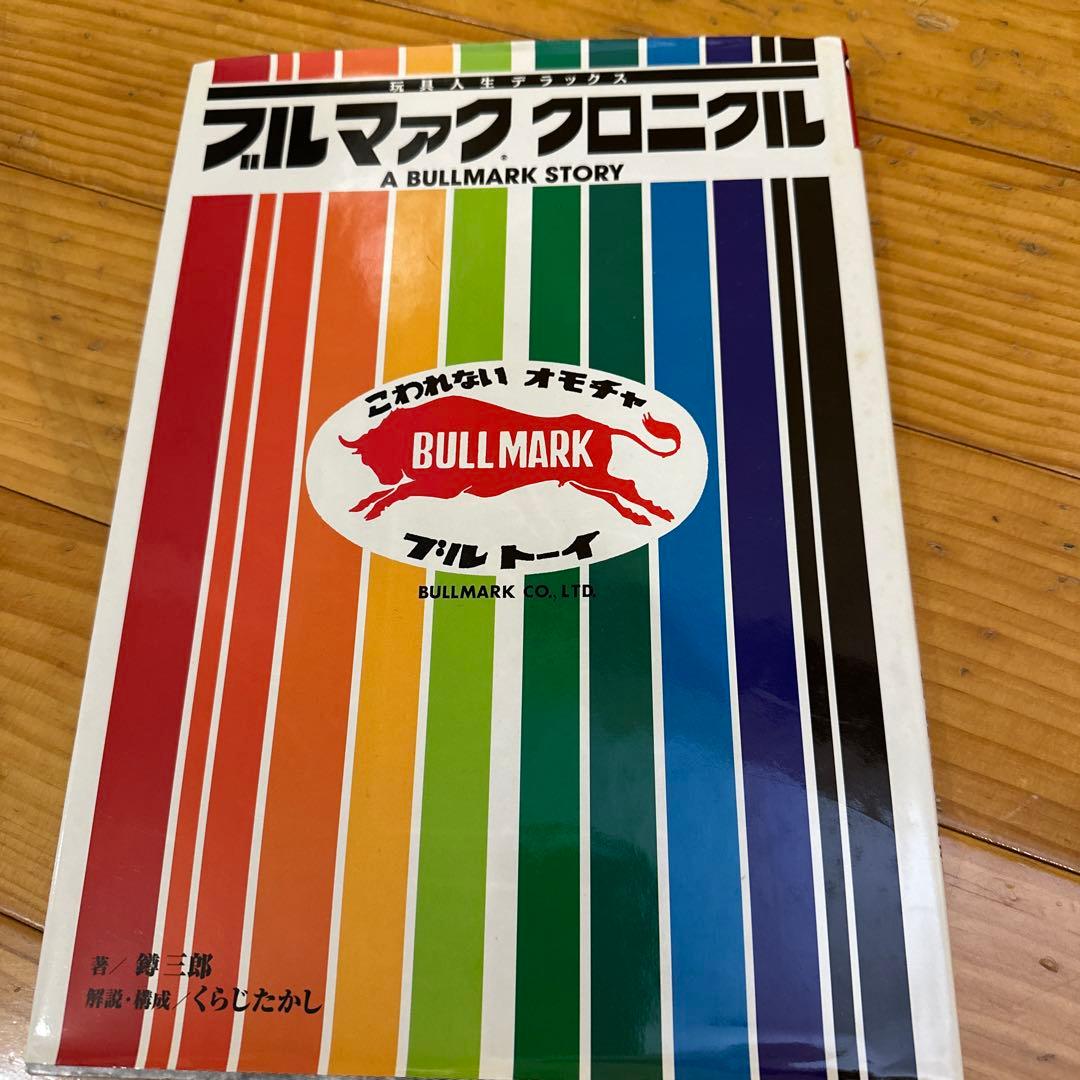 玩具人生デラックス
ブルマァク クロニクル
A BULLMARK STORY
こわれない オモチャ
BULLMARK
ブル トーイ
BULLMARK CO., LTD.
著／鐏三郎
解説・構成／くらじたかし